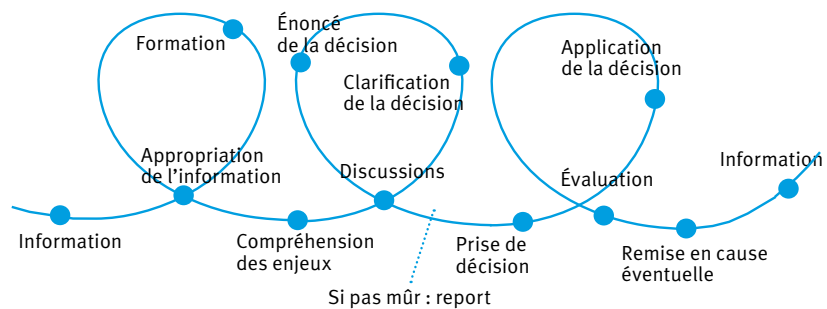 Formation
Énoncé
de la décision
Clarification
de la décision
Application
de la décision
Appropriation
de l'information
Discussions
Évaluation
Information
Information
Compréhension
des enjeux
Prise de
décision
Remise en cause
éventuelle
Si pas mûr : report